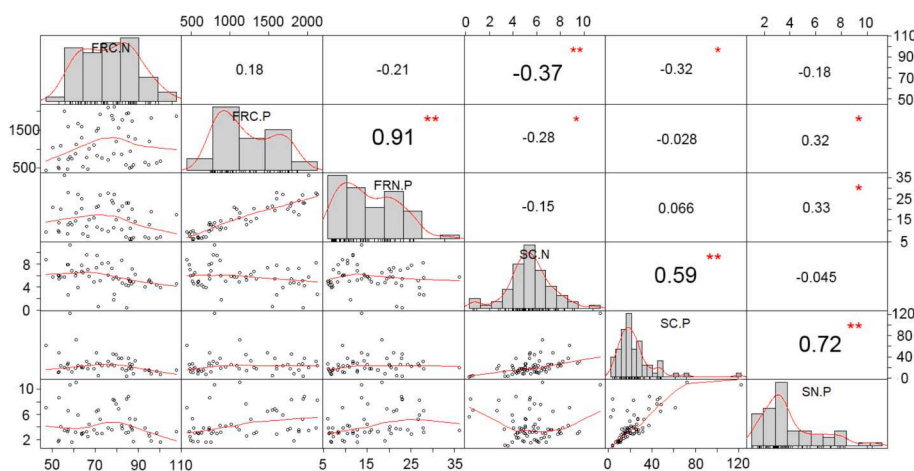 500 1000 1500 2000 0 2 4 6 8 10 2 4 6 8 10
FRC.N 0.18 -0.21 -0.37 ** -0.32 * -0.18 50 70 90 110
500 1500 FRC.P 0.91 ** -0.28 * -0.028 0.32 *
FRN.P -0.15 0.066 0.33 * 5 15 25 35
0 2 4 6 8 SC.N 0.59 ** -0.045
SC.P 0.72 ** 0 40 80 120
2 4 6 8 10 SN.P
50 70 90 110 5 15 25 35 0 40 80 120